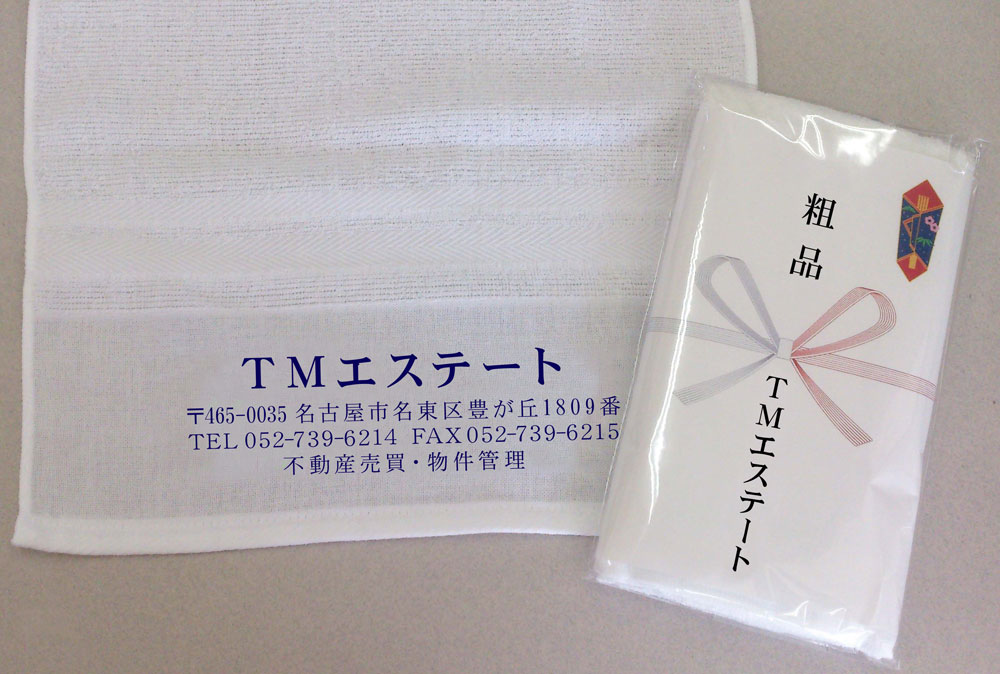 TMエステート
〒465-0035 名古屋市名東区豊が丘1809番
TEL 052-739-6214 FAX 052-739-6215
不動産売買・物件管理
粗品
TMエステート